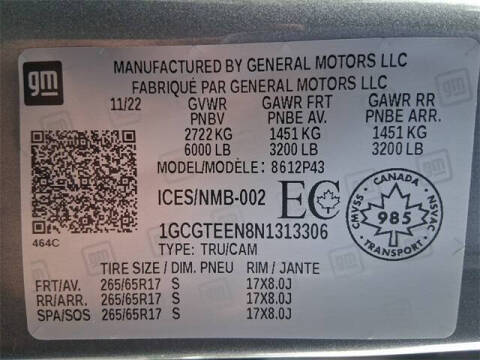 gm
MANUFACTURED BY GENERAL MOTORS LLC
FABRIQUÉ PAR GENERAL MOTORS LLC
11/22 GVWR GAWR FRT GAWR RR
PNBV PNBE AV. PNBE ARR.
2722 KG 1451 KG 1451 KG
6000 LB 3200 LB 3200 LB
MODEL/MODÈLE: 8612P43
ICES/NMB-002 EC
CANADA
CMVSS 985 NSVAC
TRANSPORT
464C
1GCGTEEN8N1313306
TYPE: TRU/CAM
TIRE SIZE / DIM. PNEU RIM / JANTE
FRT/AV. 265/65R17 S 17X8.0J
RR/ARR. 265/65R17 S 17X8.0J
SPA/SOS 265/65R17 S 17X8.0J